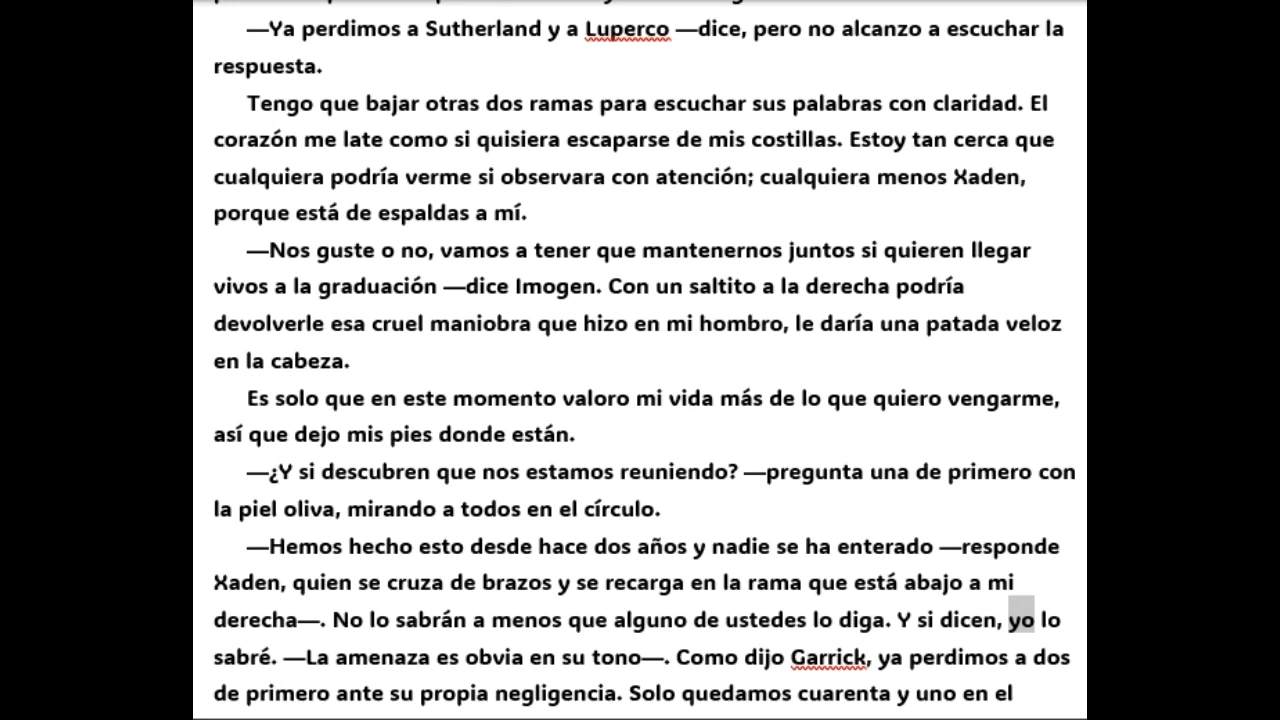 —Ya perdimos a Sutherland y a Luperco —dice, pero no alcanzo a escuchar la
respuesta.
Tengo que bajar otras dos ramas para escuchar sus palabras con claridad. El
corazón me late como si quisiera escaparse de mis costillas. Estoy tan cerca que
cualquiera podría verme si observara con atención; cualquiera menos Xaden,
porque está de espaldas a mí.
—Nos guste o no, vamos a tener que mantenernos juntos si quieren llegar
vivos a la graduación —dice Imogen. Con un saltito a la derecha podría
devolverle esa cruel maniobra que hizo en mi hombro, le daría una patada veloz
en la cabeza.
Es solo que en este momento valoro mi vida más de lo que quiero vengarme,
así que dejo mis pies donde están.
—¿Y si descubren que nos estamos reuniendo? —pregunta una de primero con
la piel oliva, mirando a todos en el círculo.
—Hemos hecho esto desde hace dos años y nadie se ha enterado —responde
Xaden, quien se cruza de brazos y se recarga en la rama que está abajo a mi
derecha—. No lo sabrán a menos que alguno de ustedes lo diga. Y si dicen, yo lo
sabré. —La amenaza es obvia en su tono—. Como dijo Garrick, ya perdimos a dos
de primero ante su propia negligencia. Solo quedamos cuarenta y uno en el